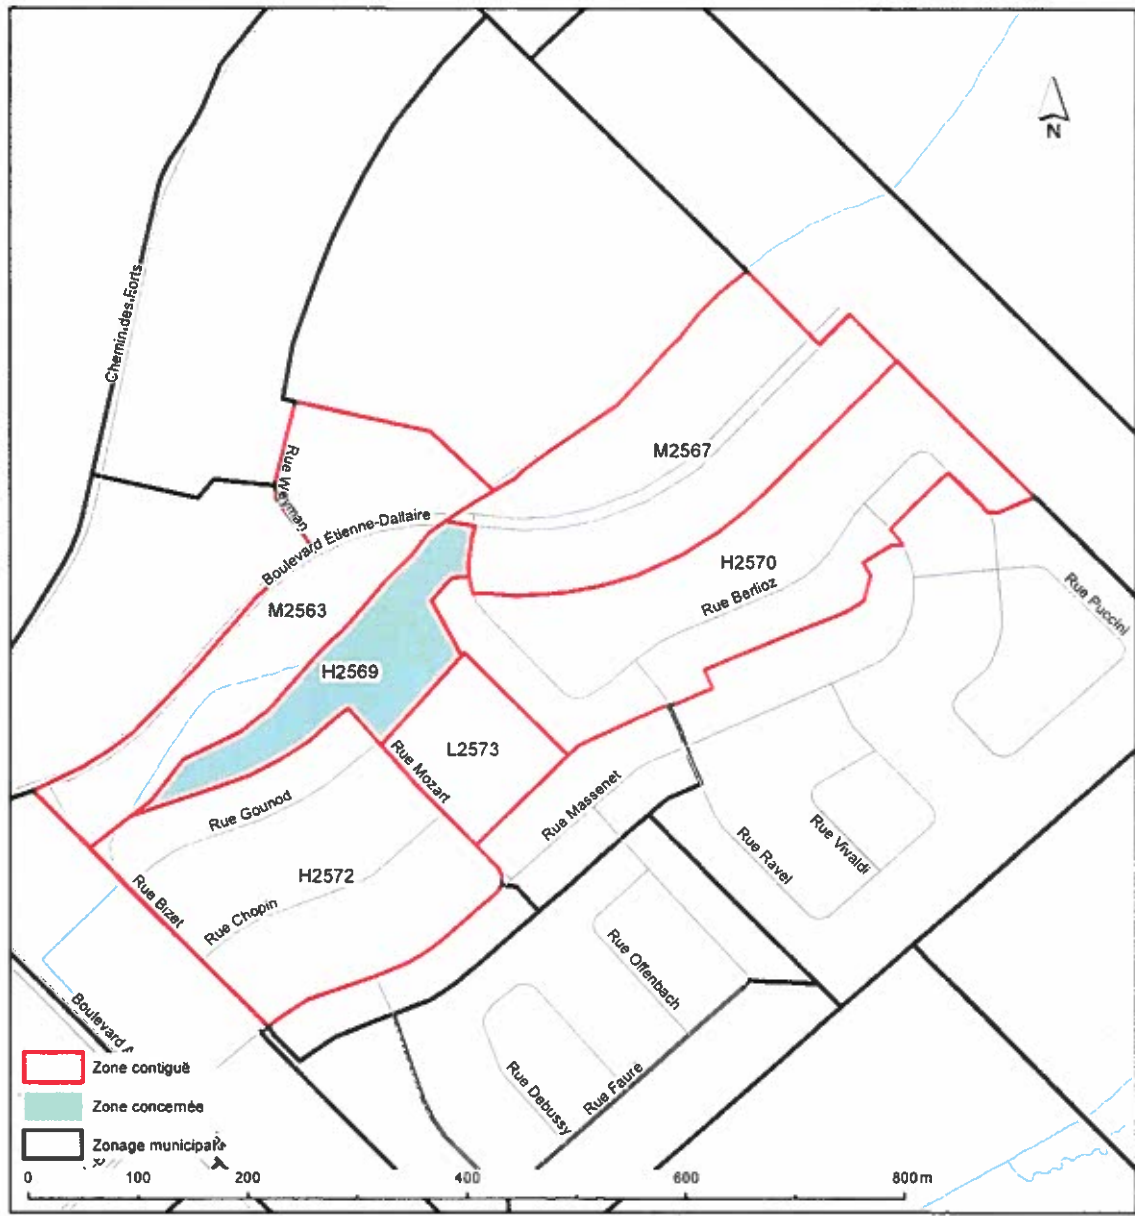 N
Chemin des Forts
Rue Weyman
M2567
Boulevard Étienne-Dallaire
H2570
Rue Berlioz
Rue Puccini
M2563
H2569
L2573
Rue Mozart
Rue Gounod
Rue Massenet
Rue Vivaldi
Rue Ravel
H2572
Rue Bizet
Rue Chopin
Rue Offenbach
Boulevard
Rue Debussy
Rue Fauré
Zone contiguë
Zone concernée
Zonage municipal
0 100 200 400 600 800 m